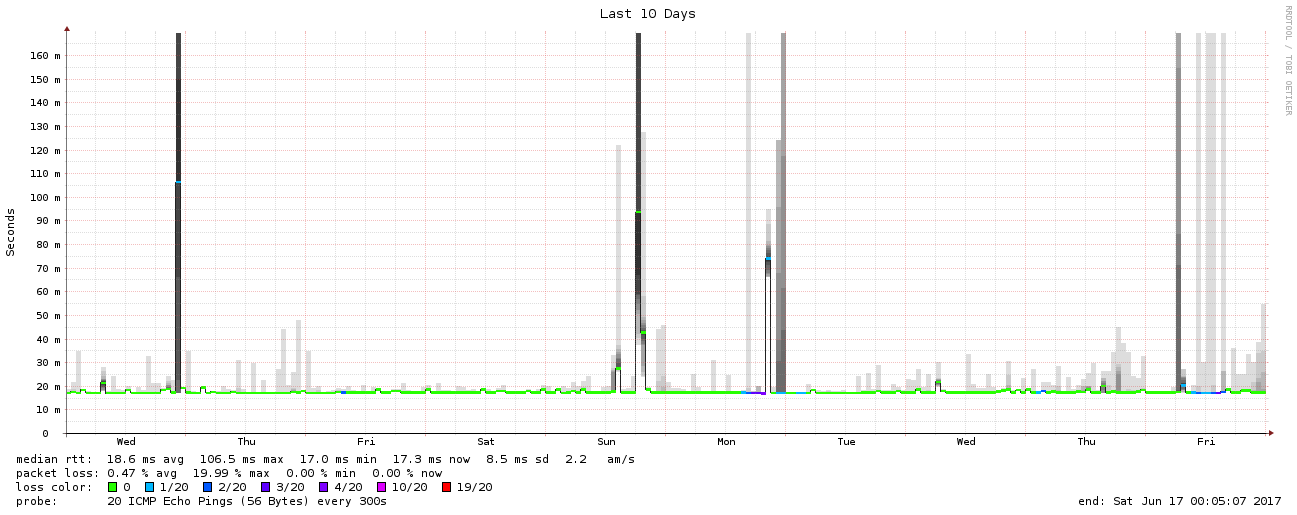 Last 10 Days
RRDTOOL / TOBI OETIKER
Seconds
160 m
150 m
140 m
130 m
120 m
110 m
100 m
90 m
80 m
70 m
60 m
50 m
40 m
30 m
20 m
10 m
0
Wed Thu Fri Sat Sun Mon Tue Wed Thu Fri
median rtt: 18.6 ms avg 106.5 ms max 17.0 ms min 17.3 ms now 8.5 ms sd 2.2 am/s
packet loss: 0.47 % avg 19.99 % max 0.00 % min 0.00 % now
loss color: 0 1/20 2/20 3/20 4/20 10/20 19/20
probe: 20 ICMP Echo Pings (56 Bytes) every 300s end: Sat Jun 17 00:05:07 2017